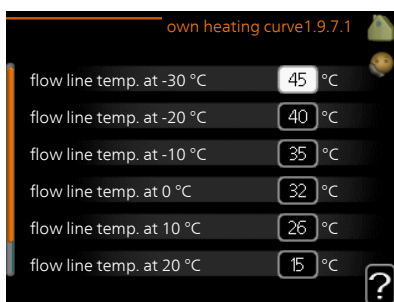 own heating curve1.9.7.1
flow line temp. at -30 °C 45 °C
flow line temp. at -20 °C 40 °C
flow line temp. at -10 °C 35 °C
flow line temp. at 0 °C 32 °C
flow line temp. at 10 °C 26 °C
flow line temp. at 20 °C 15 °C
?